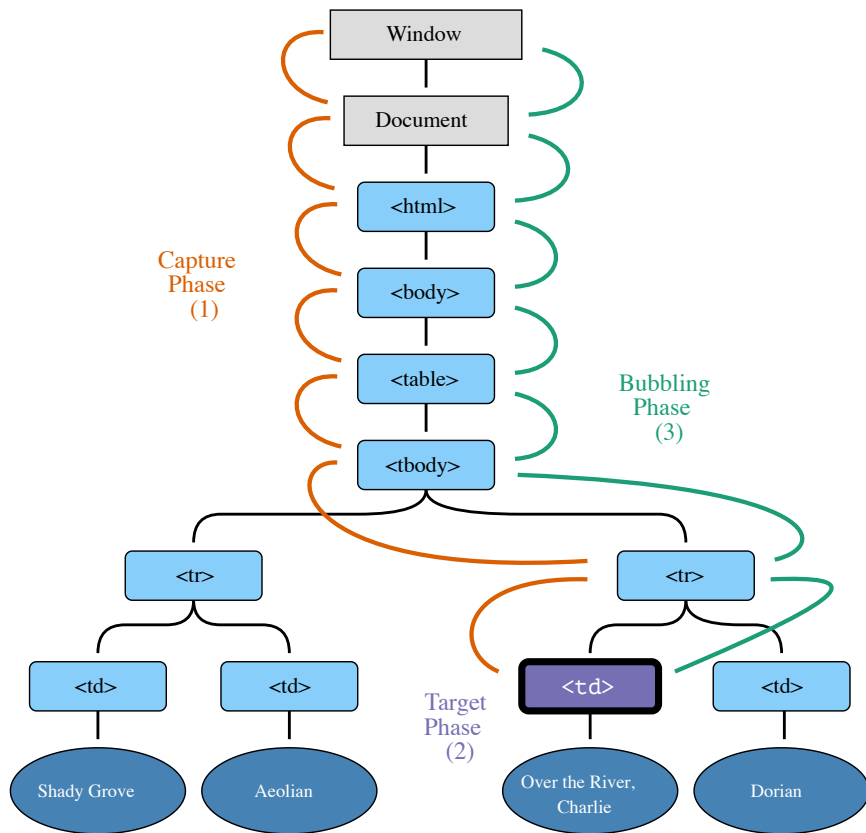 Window
Document
<html>
Capture
Phase
(1)
<body>
<table>
Bubbling
Phase
(3)
<tbody>
<tr>
<tr>
<td>
<td>
<td>
<td>
Target
Phase
(2)
Shady Grove
Aeolian
Over the River,
Charlie
Dorian